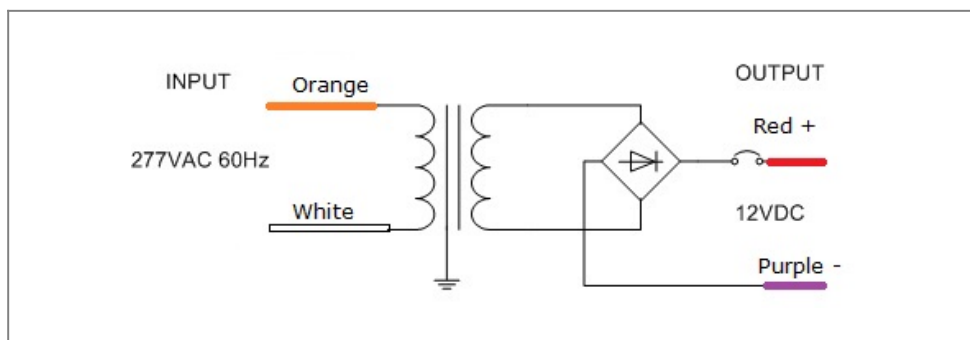 INPUT
Orange
277VAC 60Hz
White
OUTPUT
Red +
12VDC
Purple -